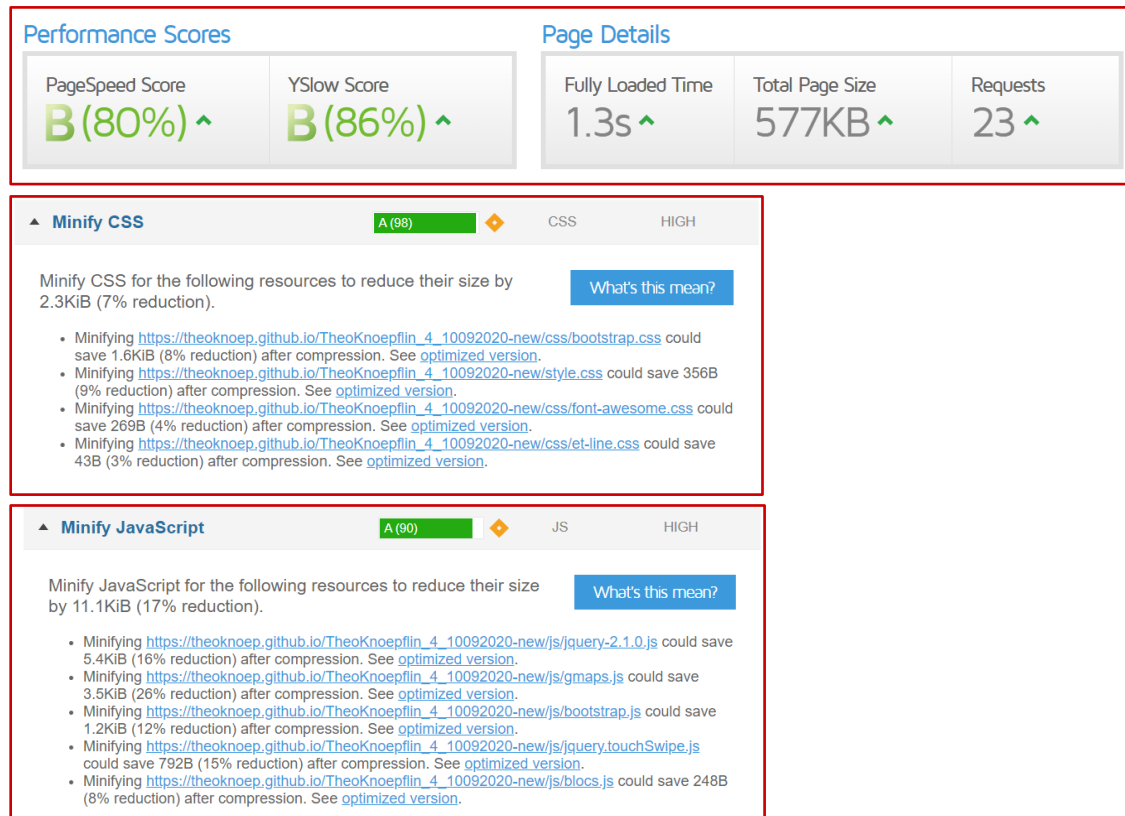 Performance Scores
Page Details
PageSpeed Score
YSlow Score
Fully Loaded Time
Total Page Size
Requests
B (80%)
B (86%)
1.3s
577KB
23
Minify CSS
A (98)
CSS
HIGH
Minify CSS for the following resources to reduce their size by
2.3KiB (7% reduction).
What's this mean?
• Minifying https://theoknoep.github.io/TheoKnoepflin_4_10092020-new/css/bootstrap.css could
save 1.6KiB (8% reduction) after compression. See optimized version.
• Minifying https://theoknoep.github.io/TheoKnoepflin_4_10092020-new/style.css could save 356B
(9% reduction) after compression. See optimized version.
• Minifying https://theoknoep.github.io/TheoKnoepflin_4_10092020-new/css/font-awesome.css could
save 269B (4% reduction) after compression. See optimized version.
• Minifying https://theoknoep.github.io/TheoKnoepflin_4_10092020-new/css/et-line.css could save
43B (3% reduction) after compression. See optimized version.
Minify JavaScript
A (90)
JS
HIGH
Minify JavaScript for the following resources to reduce their size
by 11.1KiB (17% reduction).
What's this mean?
• Minifying https://theoknoep.github.io/TheoKnoepflin_4_10092020-new/js/jquery-2.1.0.js could save
5.4KiB (16% reduction) after compression. See optimized version.
• Minifying https://theoknoep.github.io/TheoKnoepflin_4_10092020-new/js/gmaps.js could save
3.5KiB (26% reduction) after compression. See optimized version.
• Minifying https://theoknoep.github.io/TheoKnoepflin_4_10092020-new/js/bootstrap.js could save
1.2KiB (12% reduction) after compression. See optimized version.
• Minifying https://theoknoep.github.io/TheoKnoepflin_4_10092020-new/js/jquery.touchSwipe.js
could save 792B (15% reduction) after compression. See optimized version.
• Minifying https://theoknoep.github.io/TheoKnoepflin_4_10092020-new/js/blocs.js could save 248B
(8% reduction) after compression. See optimized version.